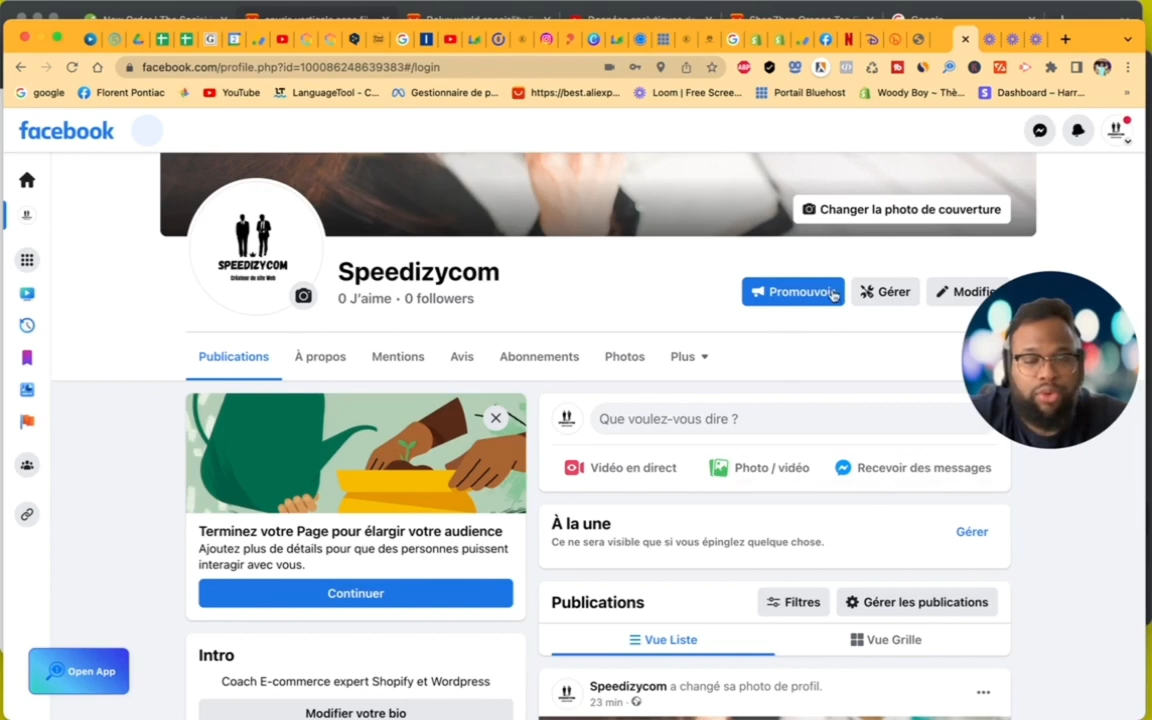 facebook.com/profile.php?id=100086248639383#/login
google
Florent Pontiac
YouTube
LanguageTool - C...
Gestionnaire de p...
https://best.aliexp...
Loom | Free Scree...
Portail Bluehost
Woody Boy – Thè...
Dashboard – Harr...
facebook
Changer la photo de couverture
SPEEDIZYCOM
Créateur de site Web
Speedizycom
0 J'aime · 0 followers
Promouvoir
Gérer
Modifie
Publications
À propos
Mentions
Avis
Abonnements
Photos
Plus
Que voulez-vous dire ?
Vidéo en direct
Photo / vidéo
Recevoir des messages
Terminez votre Page pour élargir votre audience
Ajoutez plus de détails pour que des personnes puissent
interagir avec vous.
Continuer
À la une
Gérer
Ce ne sera visible que si vous épinglez quelque chose.
Publications
Filtres
Gérer les publications
Vue Liste
Vue Grille
Intro
Coach E-commerce expert Shopify et Wordpress
Modifier votre bio
Speedizycom a changé sa photo de profil.
23 min ·
Open App